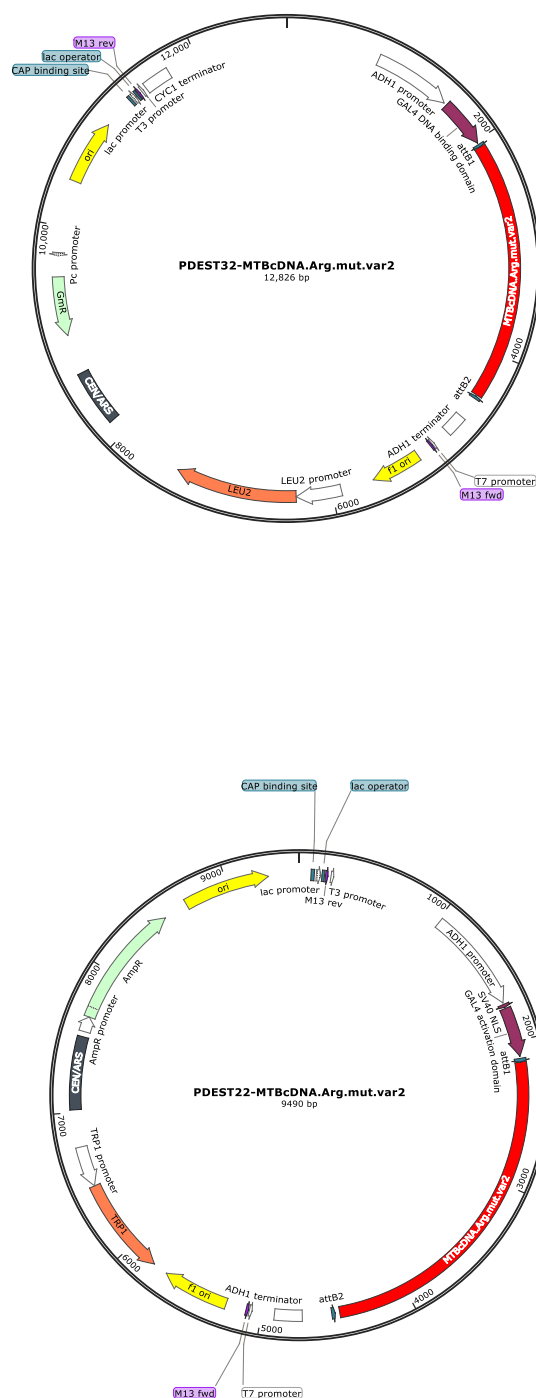 12,000
M13 rev
lac operator
CAP binding site
CYC1 terminator
T3 promoter
lac promoter
ori
ADH1 promoter
GAL4 DNA binding domain
2000
attB1
MTBcDNA.Arg.mut.var2
10,000
Pc promoter
GmR
PDEST32-MTBcDNA.Arg.mut.var2
12,826 bp
4000
attB2
CEN/ARS
8000
ADH1 terminator
f1 ori
T7 promoter
M13 fwd
LEU2 promoter
LEU2
6000
CAP binding site
lac operator
9000
ori
lac promoter
M13 rev
T3 promoter
1000
ADH1 promoter
SV40 NLS
GAL4 activation domain
2000
attB1
8000
AmpR
AmpR promoter
CEN/ARS
PDEST22-MTBcDNA.Arg.mut.var2
9490 bp
7000
TRP1 promoter
TRP1
6000
3000
MTBcDNA.Arg.mut.var2
4000
attB2
ADH1 terminator
f1 ori
5000
M13 fwd
T7 promoter